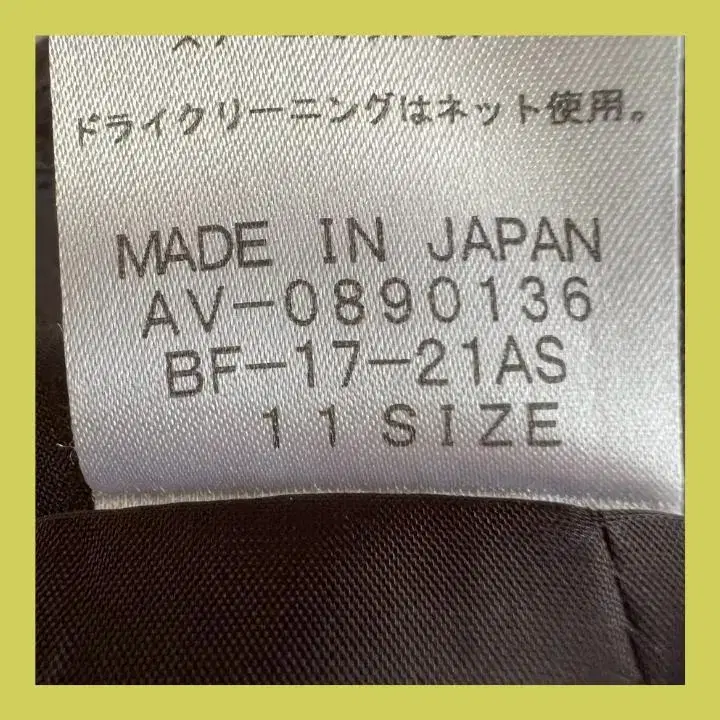 ドライクリーニングはネット使用。
MADE IN JAPAN
AV-0890136
BF-17-21AS
11 SIZE